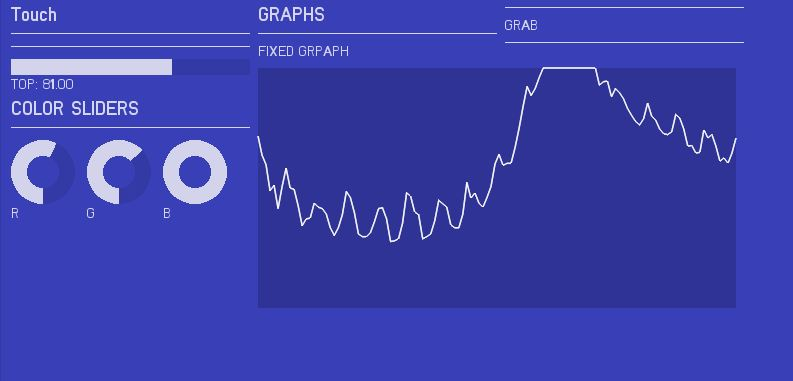 Touch
TOP: 81.00
COLOR SLIDERS
R
G
B
GRAPHS
FIXED GRPAPH
GRAB